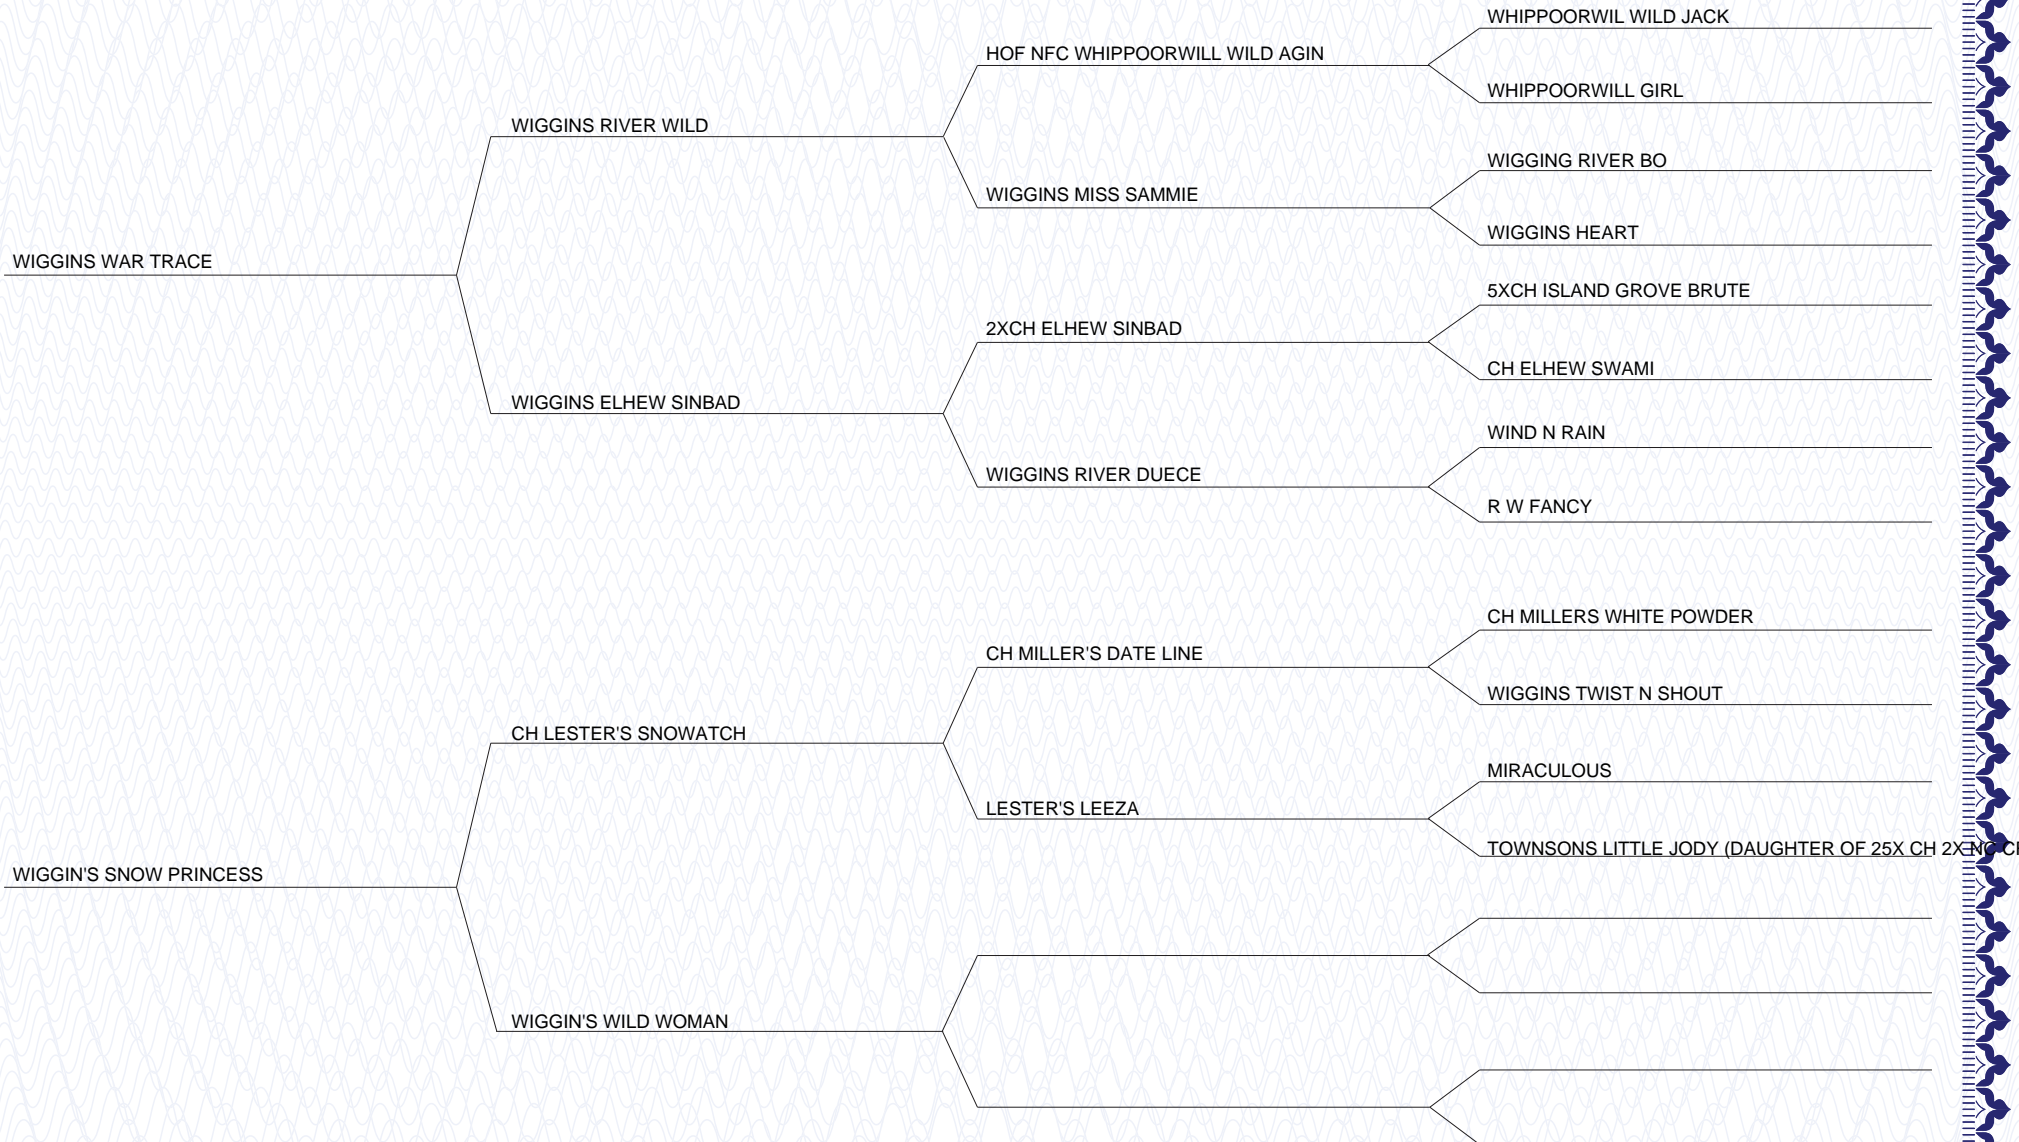 WHIPPOORWIL WILD JACK
HOF NFC WHIPPOORWILL WILD AGIN
WHIPPOORWILL GIRL
WIGGINS RIVER WILD
WIGGING RIVER BO
WIGGINS MISS SAMMIE
WIGGINS HEART
WIGGINS WAR TRACE
5XCH ISLAND GROVE BRUTE
2XCH ELHEW SINBAD
CH ELHEW SWAMI
WIGGINS ELHEW SINBAD
WIND N RAIN
WIGGINS RIVER DUECE
R W FANCY
CH MILLERS WHITE POWDER
CH MILLER'S DATE LINE
WIGGINS TWIST N SHOUT
CH LESTER'S SNOWATCH
MIRACULOUS
LESTER'S LEEZA
TOWNSONS LITTLE JODY (DAUGHTER OF 25X CH 2X
WIGGIN'S SNOW PRINCESS
WIGGIN'S WILD WOMAN